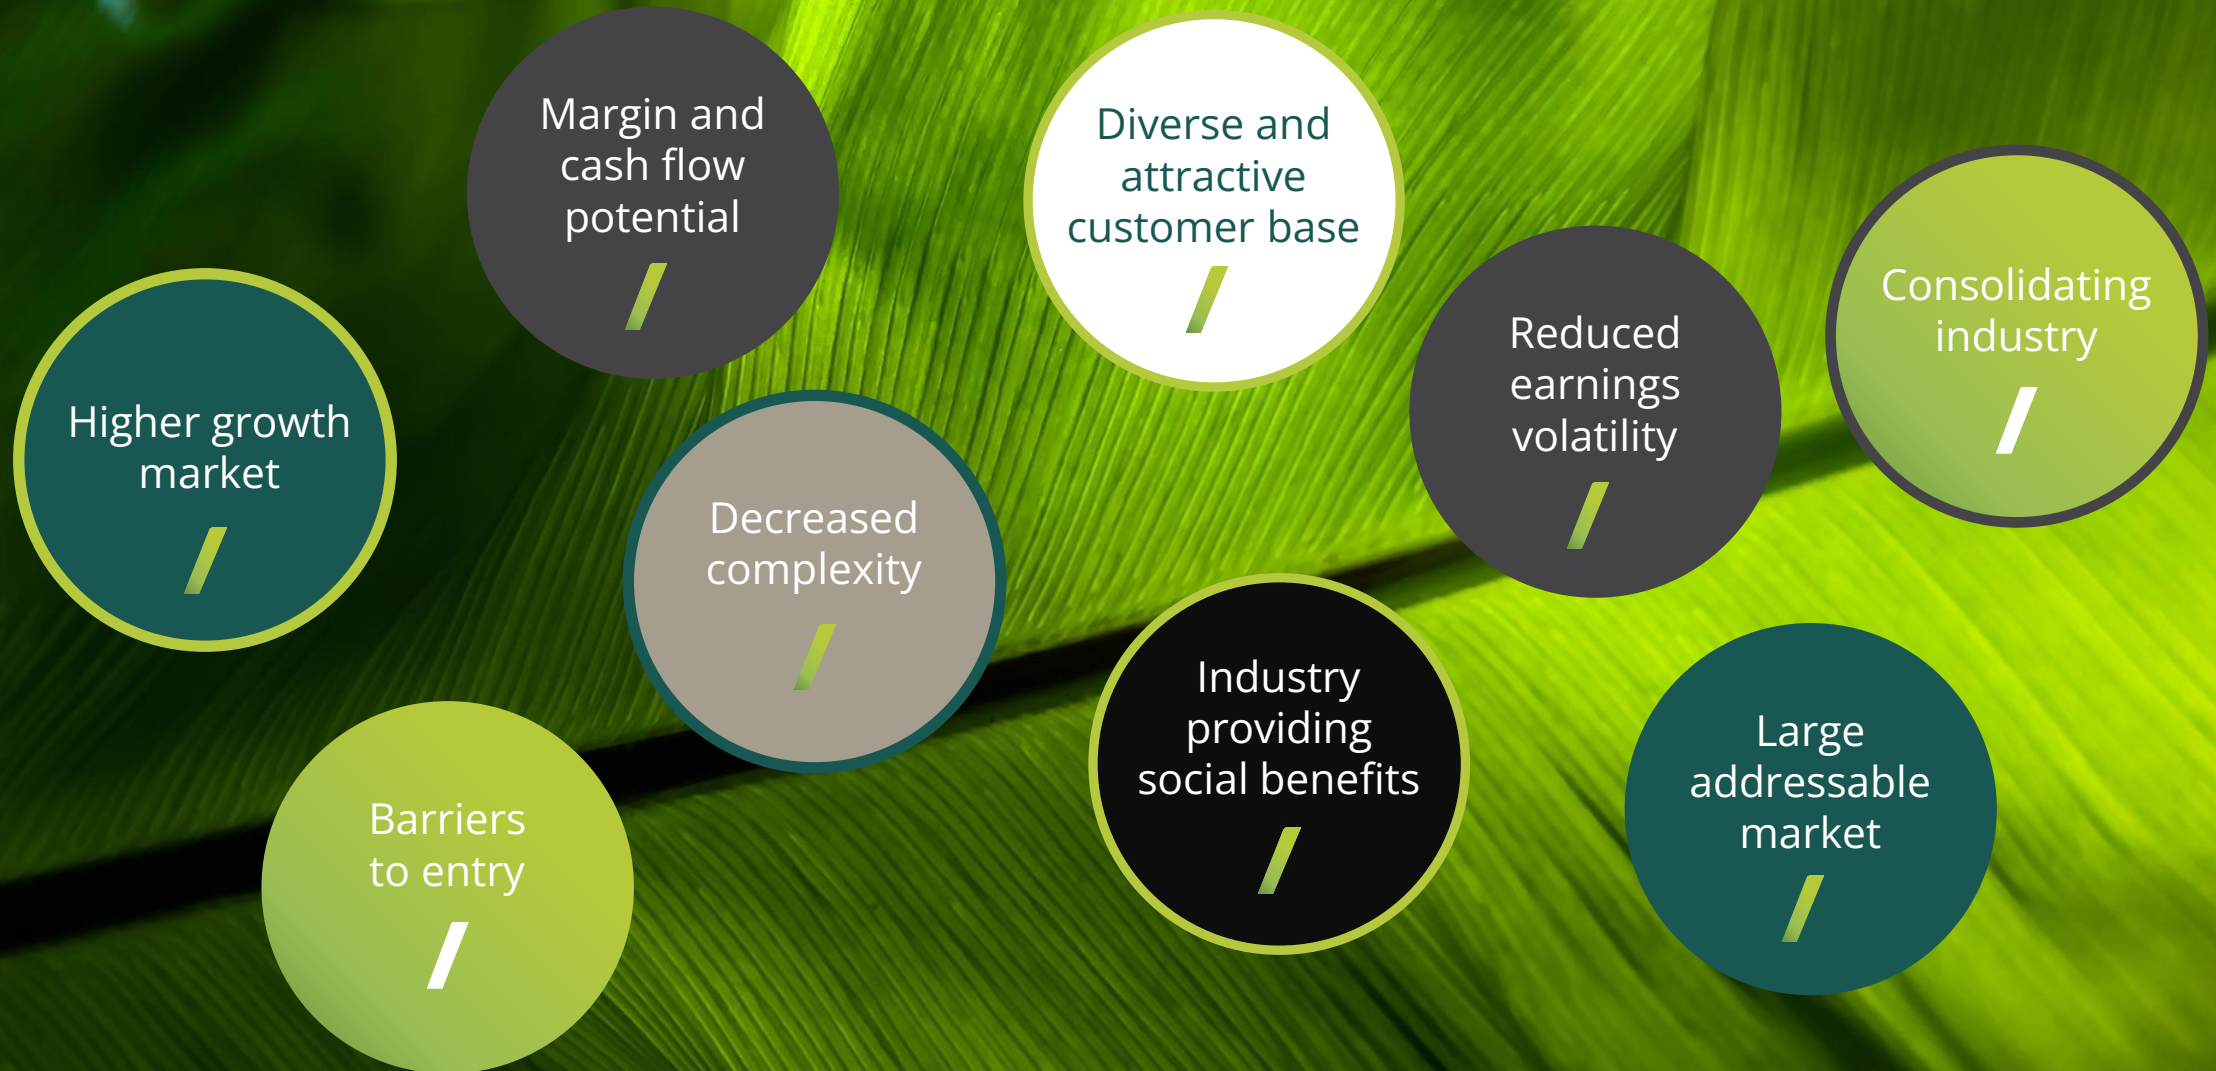 Margin and
cash flow
potential
Diverse and
attractive
customer base
Consolidating
industry
Reduced
earnings
volatility
Higher growth
market
Decreased
complexity
Industry
providing
social benefits
Large
addressable
market
Barriers
to entry